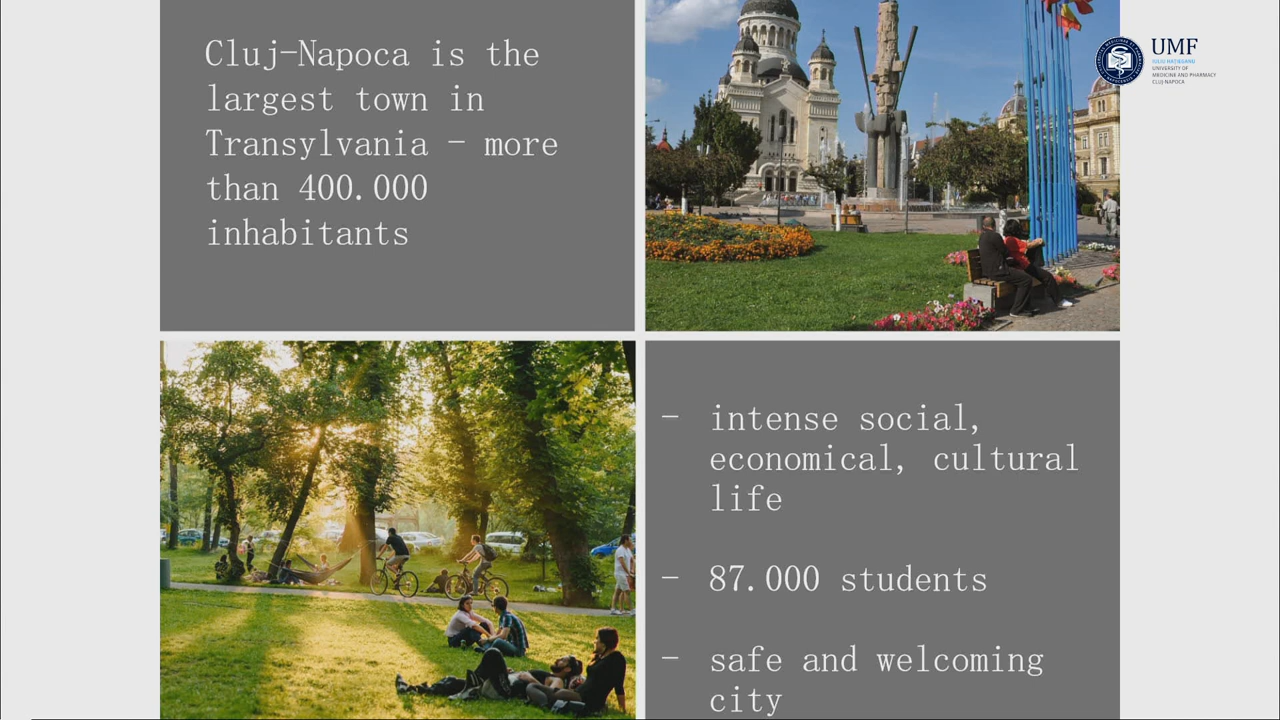 Cluj-Napoca is the
largest town in
Transylvania - more
than 400.000
inhabitants
UMF
IULIU HAȚIEGANU
UNIVERSITY OF
MEDICINE AND PHARMACY
CLUJ-NAPOCA
- intense social,
economical, cultural
life
- 87.000 students
- safe and welcoming
city